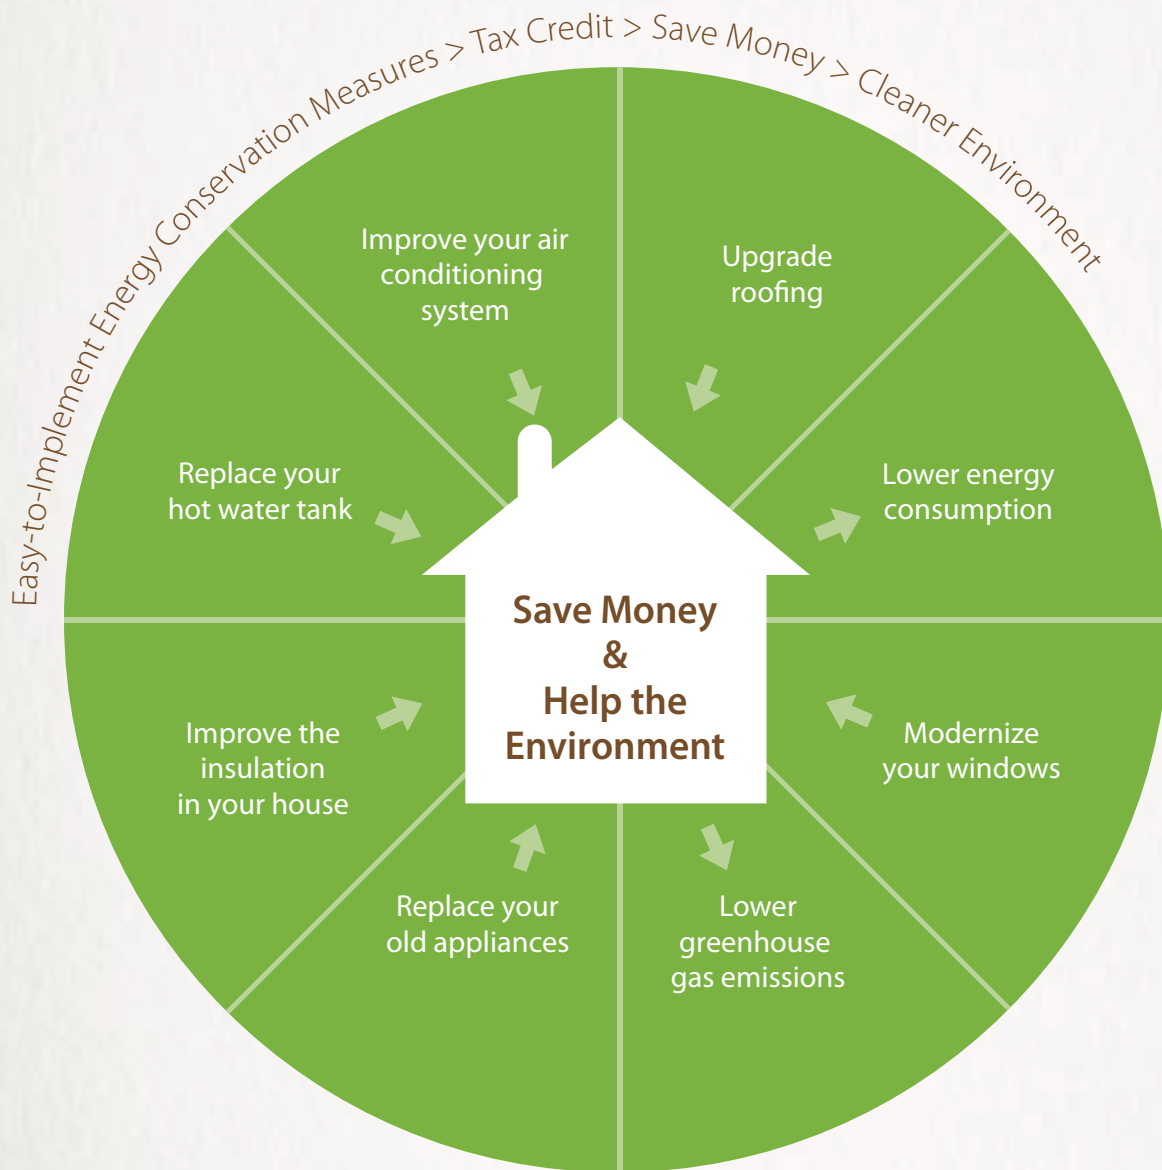 Easy-to-Implement Energy Conservation Measures > Tax Credit > Save Money > Cleaner Environment
Improve your air
conditioning
system
Upgrade
roofing
Lower energy
consumption
Modernize
your windows
Lower
greenhouse
gas emissions
Replace your
old appliances
Improve the
insulation
in your house
Replace your
hot water tank
Save Money
&
Help the
Environment